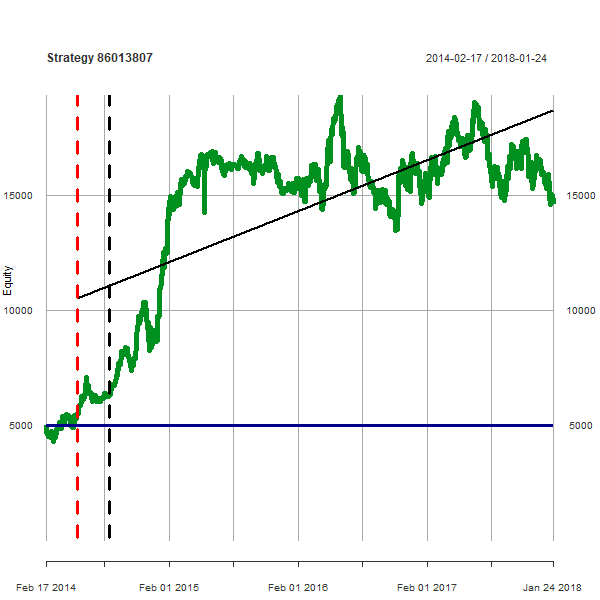 Strategy 86013807
2014-02-17 / 2018-01-24
15000
15000
Equity
10000
10000
5000
5000
Feb 17 2014
Feb 01 2015
Feb 01 2016
Feb 01 2017
Jan 24 2018